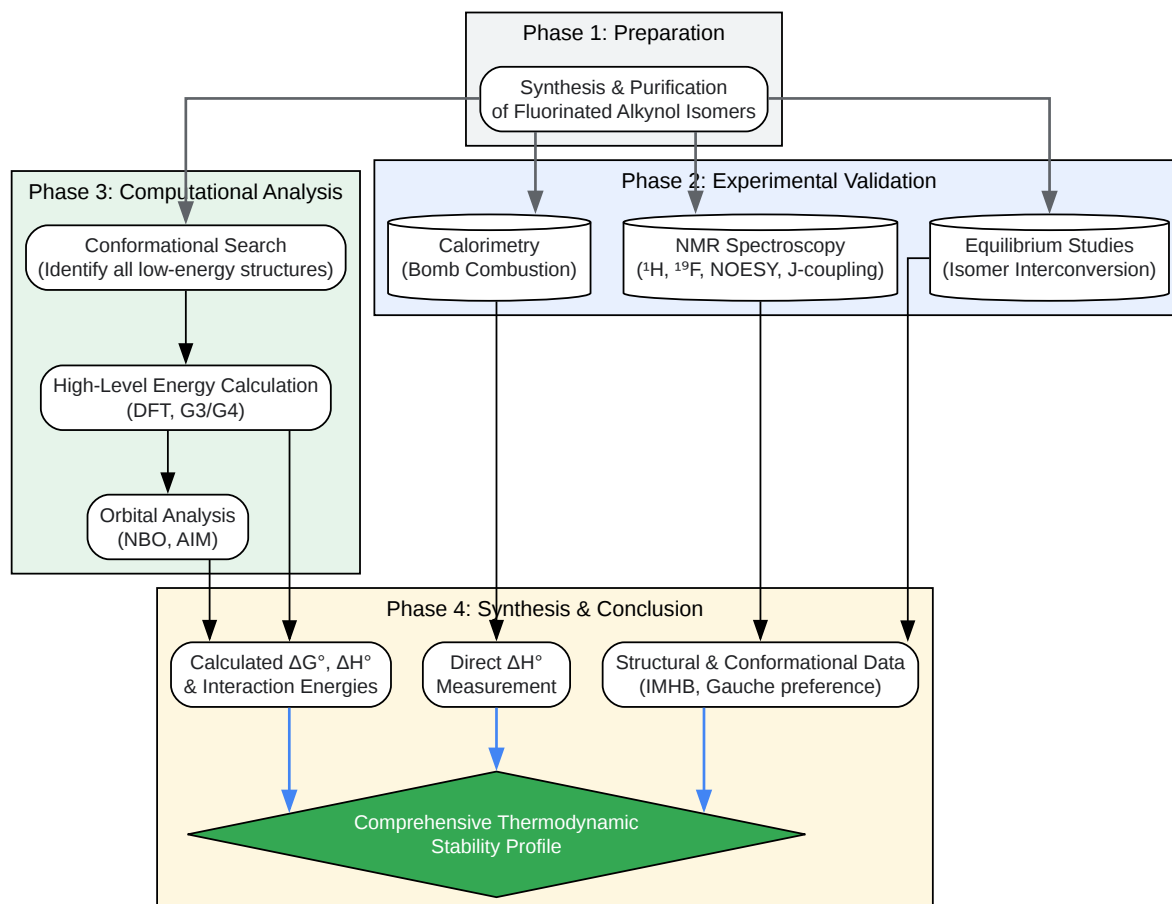 Phase 1: Preparation
Synthesis & Purification
of Fluorinated Alkynol Isomers
Phase 3: Computational Analysis
Conformational Search
(Identify all low-energy structures)
High-Level Energy Calculation
(DFT, G3/G4)
Orbital Analysis
(NBO, AIM)
Phase 2: Experimental Validation
Calorimetry
(Bomb Combustion)
NMR Spectroscopy
(¹H, ¹⁹F, NOESY, J-coupling)
Equilibrium Studies
(Isomer Interconversion)
Phase 4: Synthesis & Conclusion
Calculated ΔG°, ΔH°
& Interaction Energies
Direct ΔH°
Measurement
Structural & Conformational Data
(IMHB, Gauche preference)
Comprehensive Thermodynamic
Stability Profile